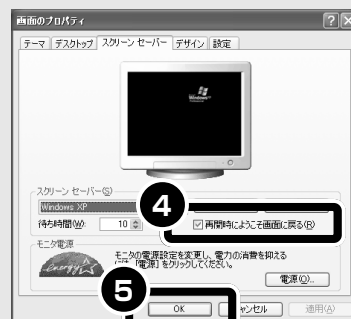 画面のプロパティ
テーマ デスクトップ スクリーン セーバー デザイン 設定
Windows
スクリーン セーバー(S)
Windows XP
4
待ち時間(W): 10
再開時にようこそ画面に戻る(R)
モニタ電源
モニタの電源設定を変更し、電力の消費を抑える
には、[電源] をクリックしてください。
energy
電源(O)...
5
OK キャンセル 適用(A)